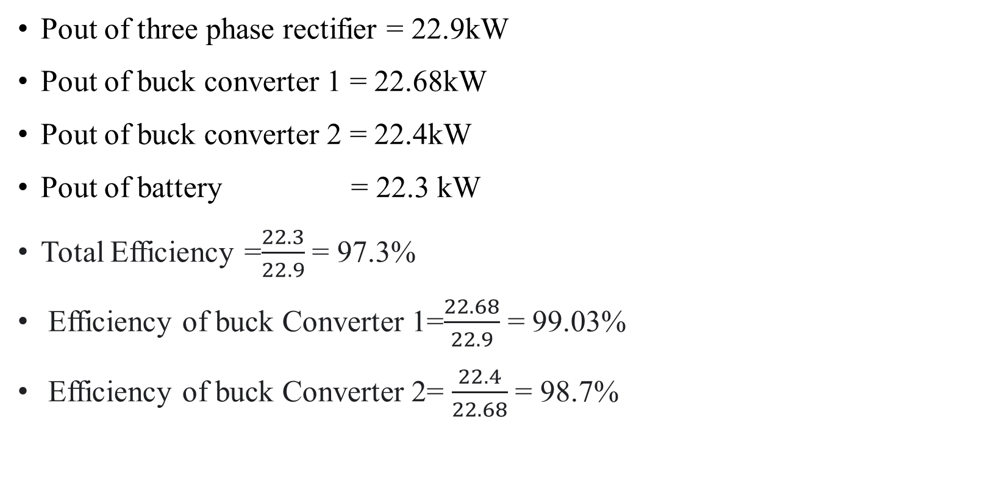 • Pout of three phase rectifier = 22.9kW
• Pout of buck converter 1 = 22.68kW
• Pout of buck converter 2 = 22.4kW
• Pout of battery = 22.3 kW
• Total Efficiency =22.3/22.9 = 97.3%
• Efficiency of buck Converter 1=22.68/22.9 = 99.03%
• Efficiency of buck Converter 2= 22.4/22.68 = 98.7%